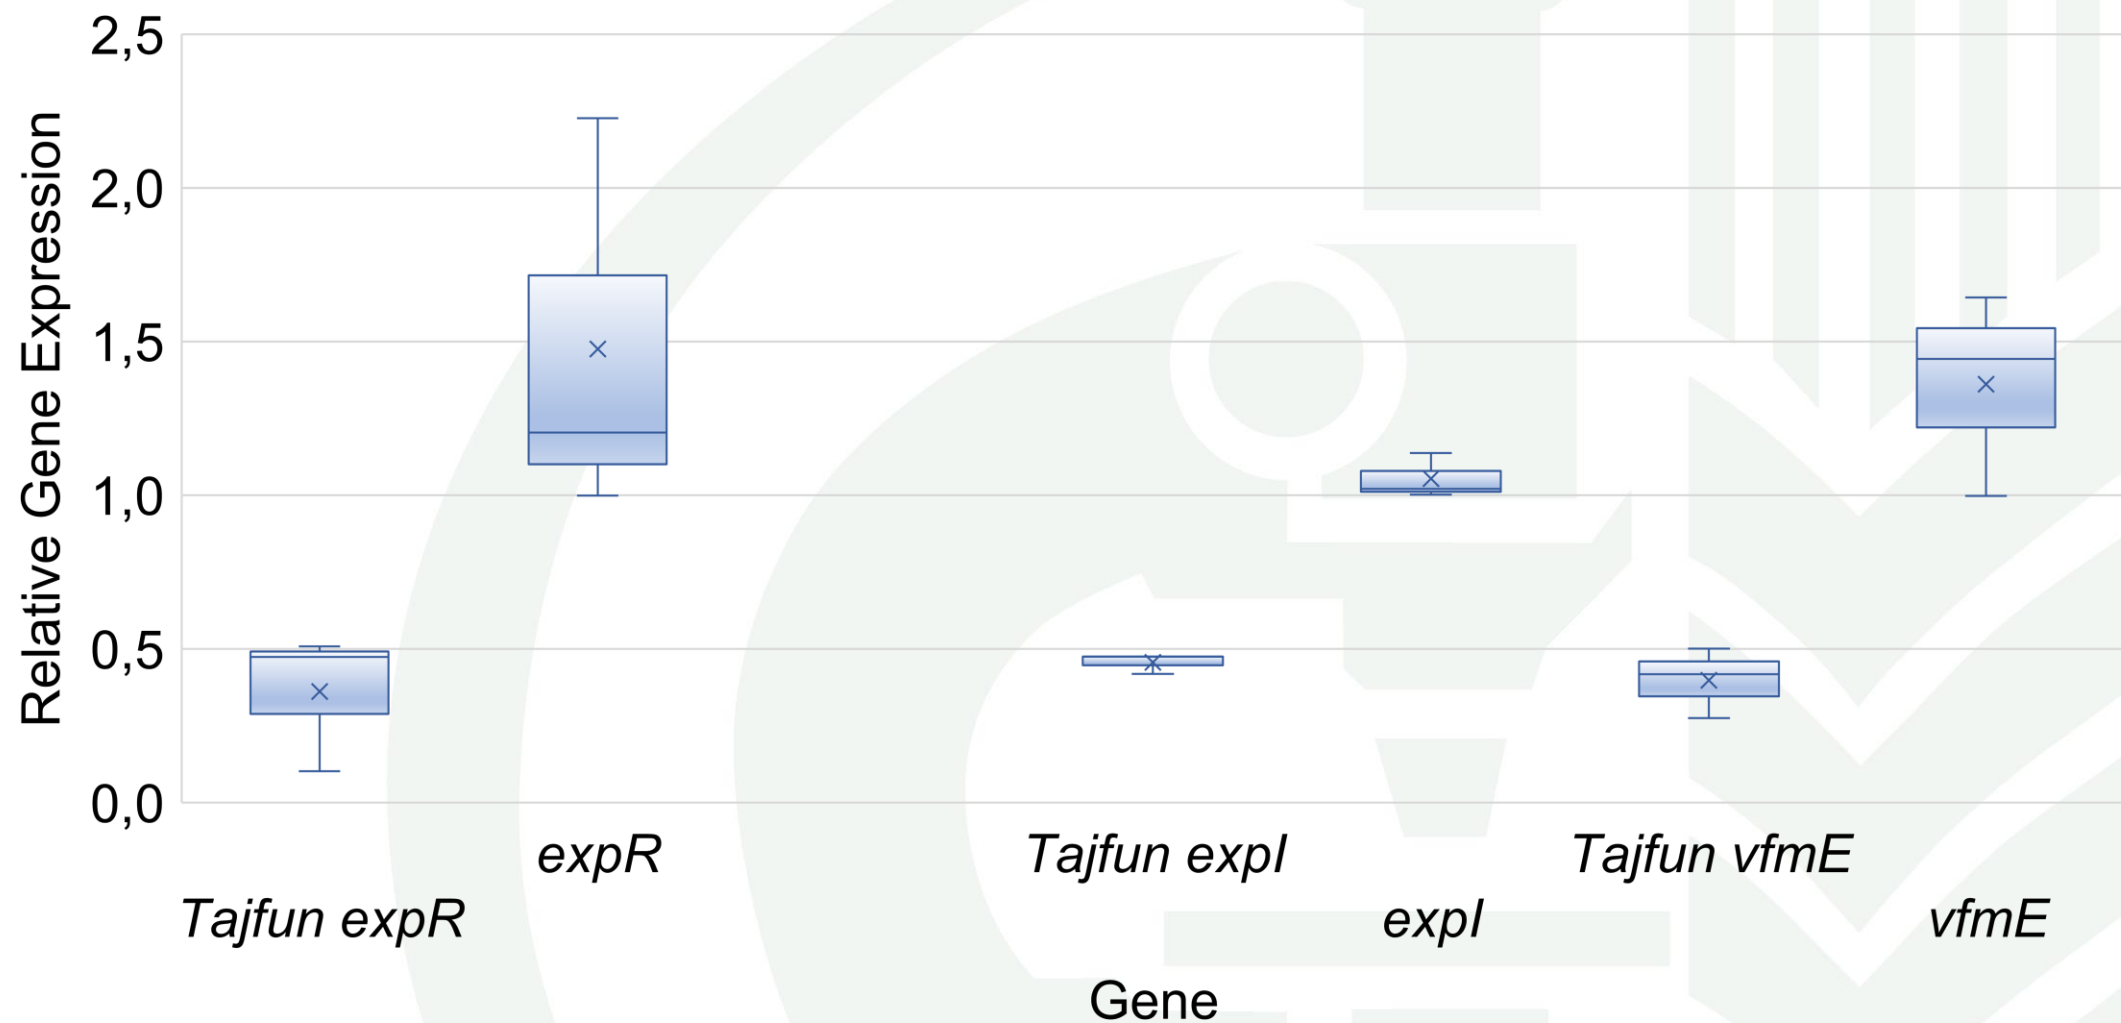 2,5
2,0
1,5
1,0
0,5
0,0
Relative Gene Expression
Tajfun expR
expR
Tajfun expI
expI
Tajfun vfmE
vfmE
Gene